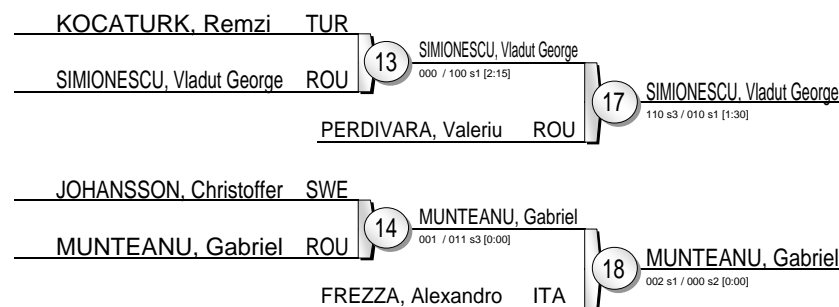 KOCATURK, Remzi TUR
13
SIMIONESCU, Vladut George
000 / 100 s1 [2:15]
SIMIONESCU, Vladut George ROU
17
SIMIONESCU, Vladut George
110 s3 / 010 s1 [1:30]
PERDIVARA, Valeriu ROU
JOHANSSON, Christoffer SWE
14
MUNTEANU, Gabriel
001 / 011 s3 [0:00]
MUNTEANU, Gabriel ROU
18
MUNTEANU, Gabriel
002 s1 / 000 s2 [0:00]
FREZZA, Alexandro ITA